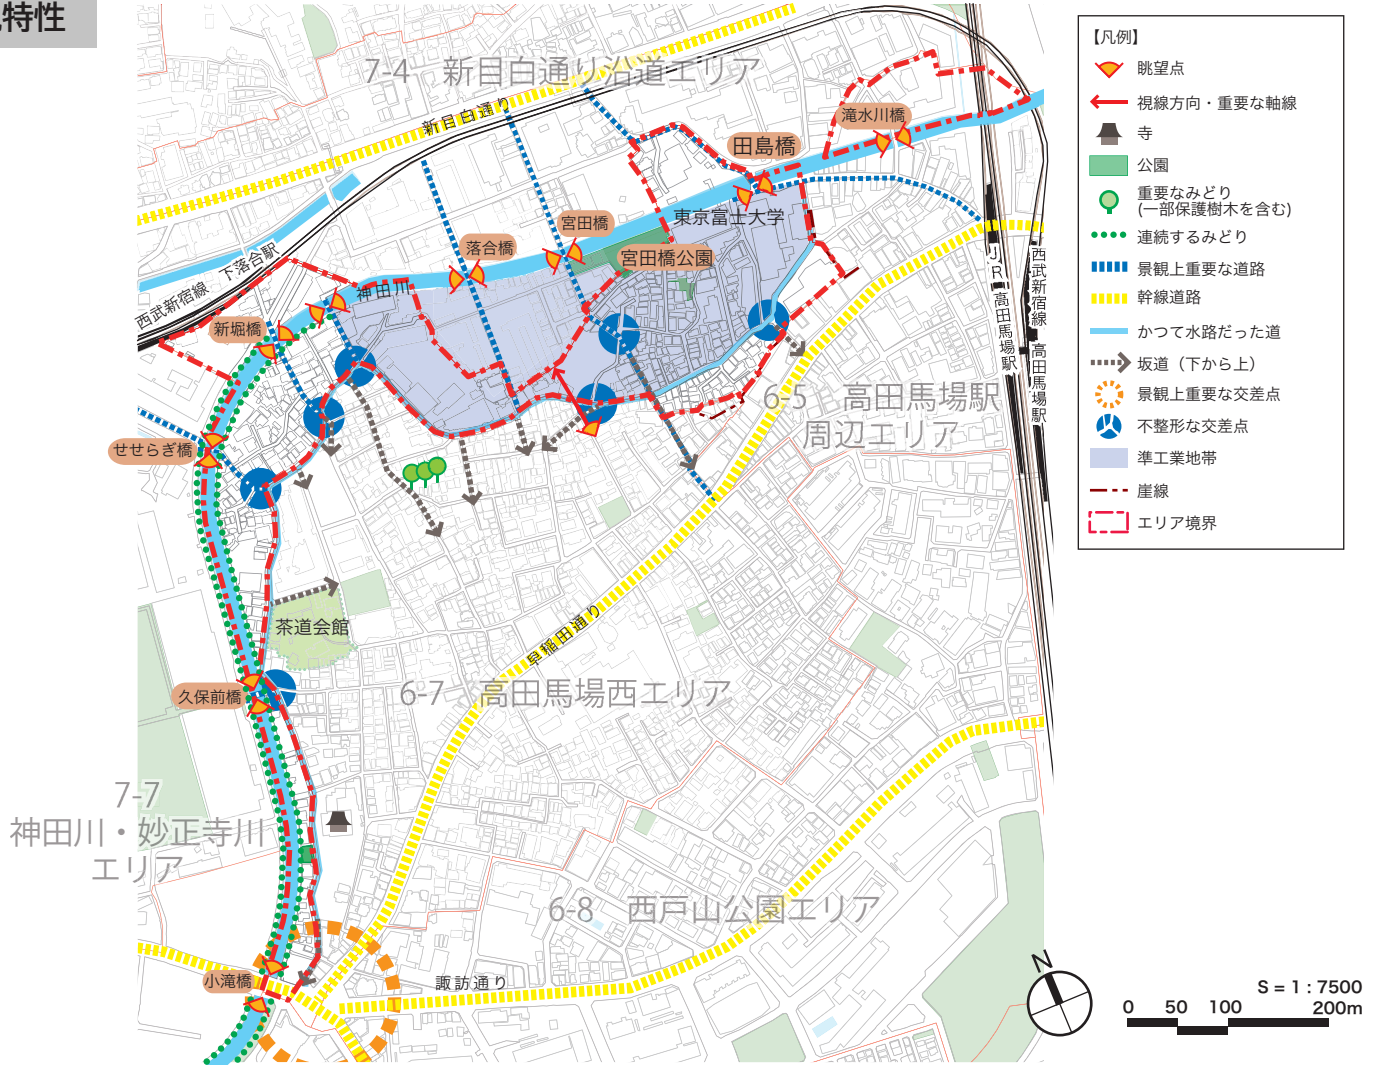 特性
7-4 新目白通り沿道エリア
新目白通り
滝水川橋
田島橋
東京富士大学
宮田橋
宮田橋公園
落合橋
神田川
下落合駅
西武新宿線
新堀橋
せせらぎ橋
JR高田馬場駅
西武新宿線 高田馬場駅
6-5 高田馬場駅
周辺エリア
茶道会館
早稲田通り
久保前橋
6-7 高田馬場西エリア
7-7
神田川・妙正寺川
エリア
6-8 西戸山公園エリア
小滝橋
諏訪通り
【凡例】
眺望点
視線方向・重要な軸線
寺
公園
重要なみどり
(一部保護樹木を含む)
連続するみどり
景観上重要な道路
幹線道路
かつて水路だった道
坂道（下から上）
景観上重要な交差点
不整形な交差点
準工業地帯
崖線
エリア境界
N
S = 1 : 7500
0 50 100 200m